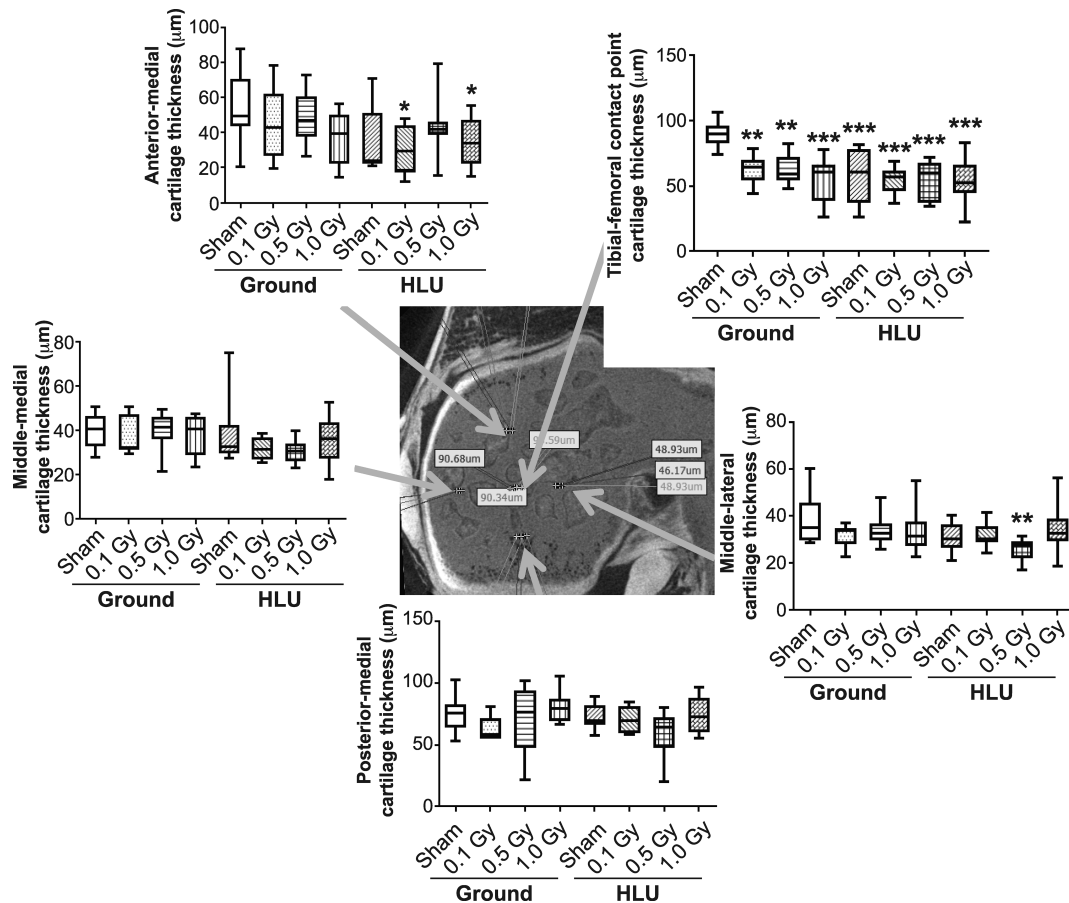 Anterior-medial
cartilage thickness (μm)
100
80
60
40
20
0
*
*
Sham
0.1 Gy
0.5 Gy
1.0 Gy
Sham
0.1 Gy
0.5 Gy
1.0 Gy
Ground
HLU
Tibial-femoral contact point
cartilage thickness (μm)
150
100
50
0
**
**
***
***
***
***
***
Sham
0.1 Gy
0.5 Gy
1.0 Gy
Sham
0.1 Gy
0.5 Gy
1.0 Gy
Ground
HLU
Middle-medial
cartilage thickness (μm)
80
60
40
20
0
Sham
0.1 Gy
0.5 Gy
1.0 Gy
Sham
0.1 Gy
0.5 Gy
1.0 Gy
Ground
HLU
90.68um
90.34um
48.93um
46.17um
48.93um
Middle-lateral
cartilage thickness (μm)
80
60
40
20
0
**
Sham
0.1 Gy
0.5 Gy
1.0 Gy
Sham
0.1 Gy
0.5 Gy
1.0 Gy
Ground
HLU
Posterior-medial
cartilage thickness (μm)
150
100
50
0
Sham
0.1 Gy
0.5 Gy
1.0 Gy
Sham
0.1 Gy
0.5 Gy
1.0 Gy
Ground
HLU